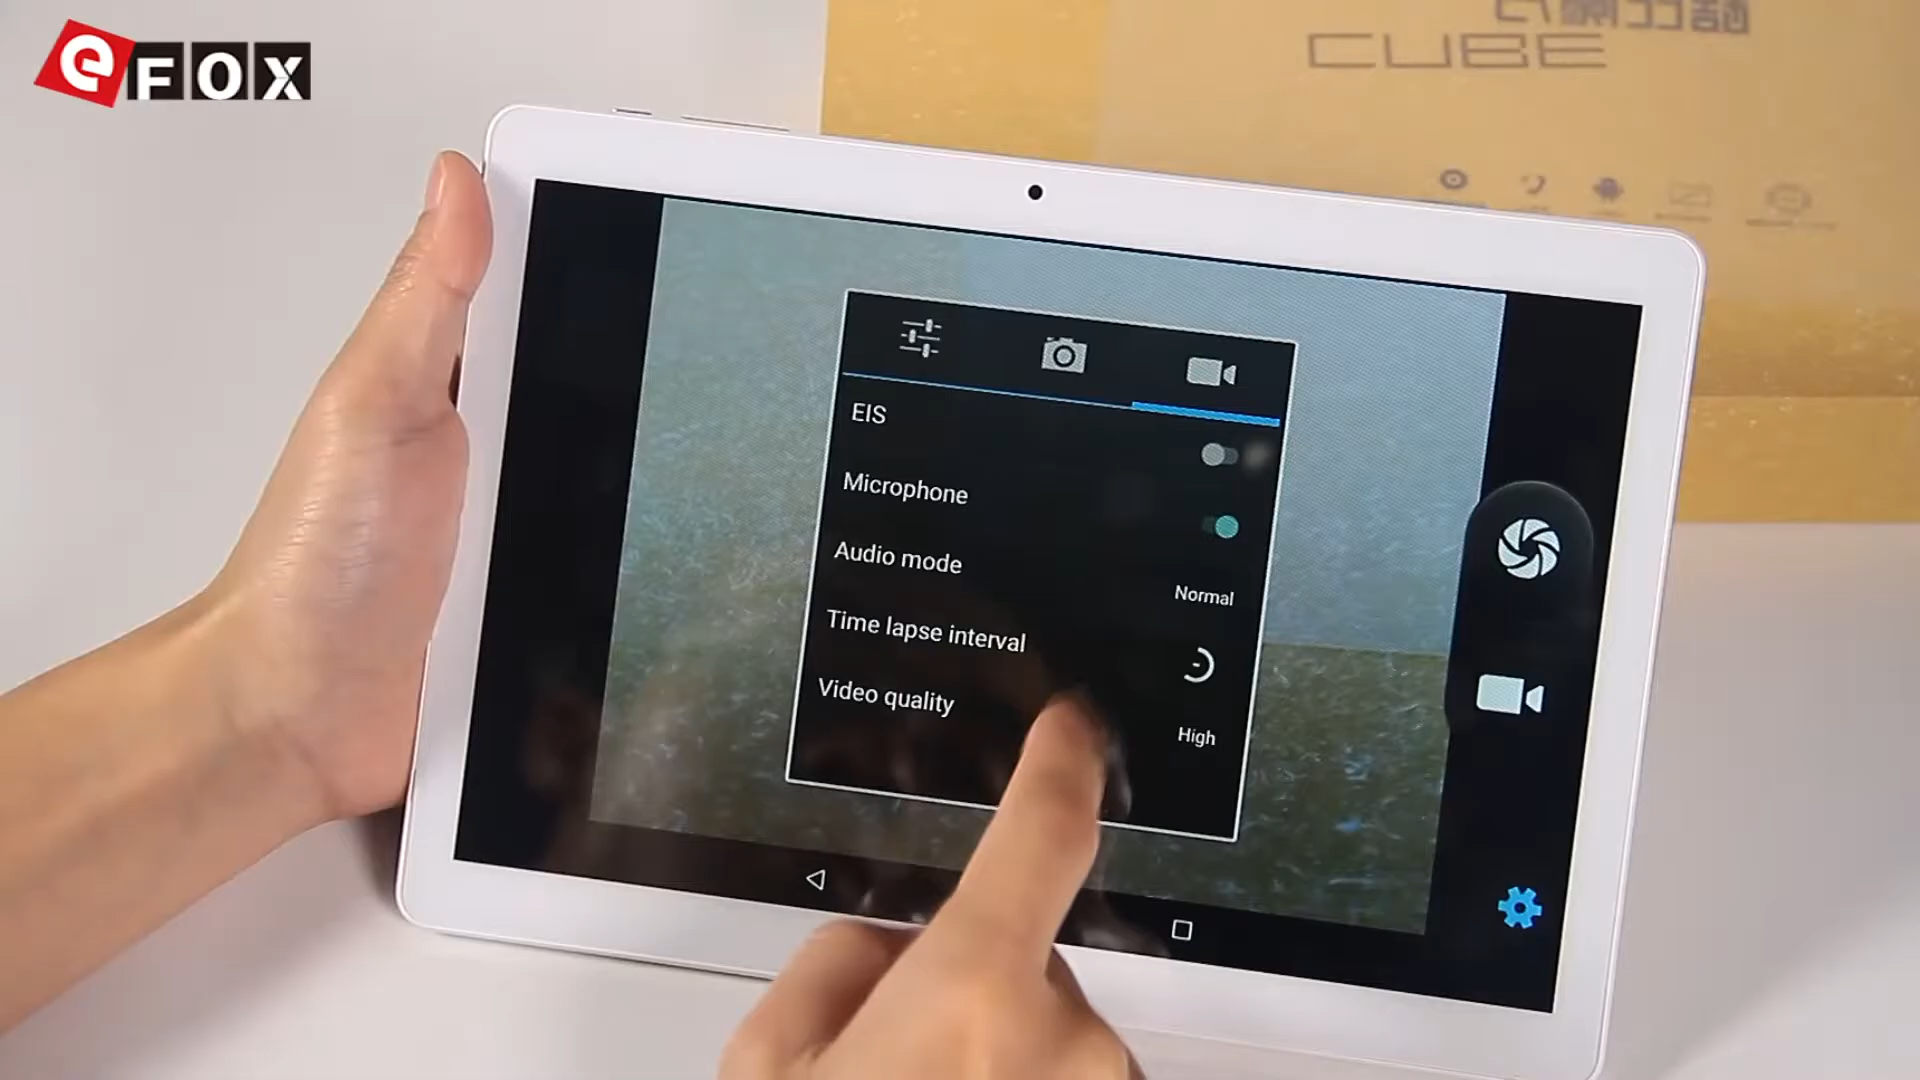 eFOX
CUBE
EIS
Microphone
Audio mode
Normal
Time lapse interval
Video quality
High